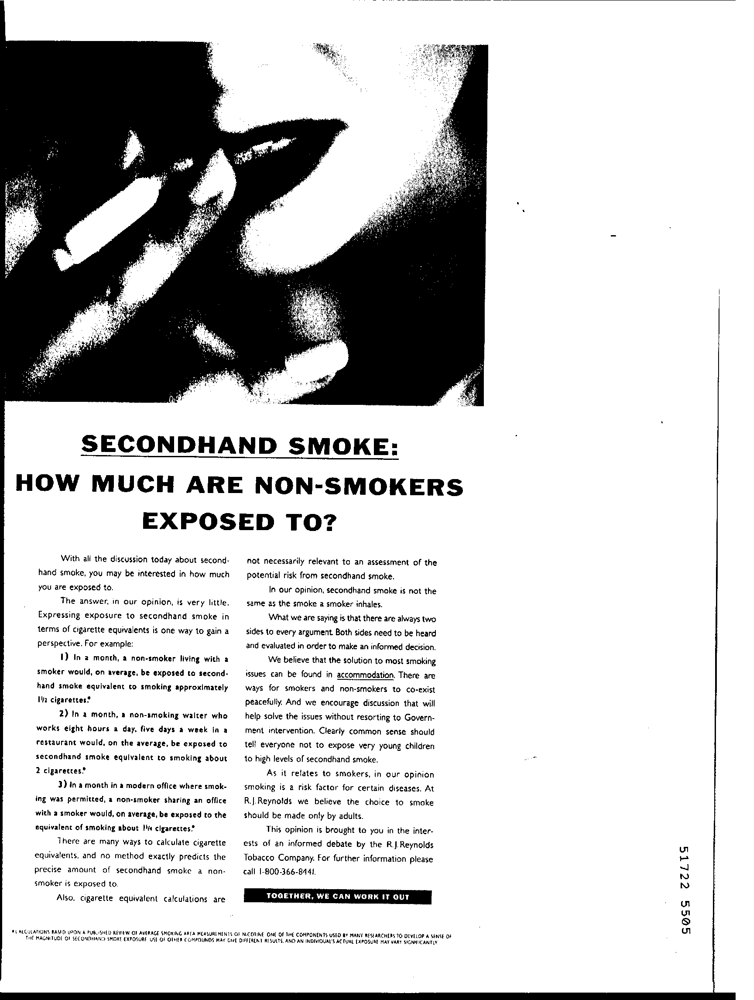 SECONDHAND SMOKE:
HOW MUCH ARE NON-SMOKERS
EXPOSED TO?
With all the discussion today about second-
hand smoke, you may be interested in how much
you are exposed to.
The answer, in our opinion, is very little.
Expressing exposure to secondhand smoke in
terms of cigarette equivalents is one way to gain a
perspective. For example:
1) In a month, a non-smoker living with a
smoker would, on average, be exposed to second-
hand smoke equivalent to smoking approximately
1½ cigarettes.*
2) In a month, a non-smoking waiter who
works eight hours a day, five days a week in a
restaurant would, on the average, be exposed to
secondhand smoke equivalent to smoking about
2 cigarettes.*
3) In a month in a modern office where smok-
ing was permitted, a non-smoker sharing an office
with a smoker would, on average, be exposed to the
equivalent of smoking about 1¼ cigarettes.*
There are many ways to calculate cigarette
equivalents, and no method exactly predicts the
precise amount of secondhand smoke a non-
smoker is exposed to.
Also, cigarette equivalent calculations are
not necessarily relevant to an assessment of the
potential risk from secondhand smoke.
In our opinion, secondhand smoke is not the
same as the smoke a smoker inhales.
What we are saying is that there are always two
sides to every argument. Both sides need to be heard
and evaluated in order to make an informed decision.
We believe that the solution to most smoking
issues can be found in accommodation. There are
ways for smokers and non-smokers to co-exist
peacefully. And we encourage discussion that will
help solve the issues without resorting to Govern-
ment intervention. Clearly common sense should
tell everyone not to expose very young children
to high levels of secondhand smoke.
As it relates to smokers, in our opinion
smoking is a risk factor for certain diseases. At
R.J. Reynolds we believe the choice to smoke
should be made only by adults.
This opinion is brought to you in the inter-
ests of an informed debate by the R.J. Reynolds
Tobacco Company. For further information please
call 1-800-366-8441.
TOGETHER, WE CAN WORK IT OUT
CALCULATIONS BASED UPON A PUBLISHED REVIEW OF AVERAGE SMOKING AREA MEASUREMENTS OF NICOTINE ONE OF THE COMPONENTS USED BY MANY RESEARCHERS TO DEVELOP A SENSE OF
THE MAGNITUDE OF SECONDHAND SMOKE EXPOSURE. USE OF OTHER COMPOUNDS MAY GIVE DIFFERENT RESULTS, AND AN INDIVIDUAL'S ACTUAL EXPOSURE MAY VARY SIGNIFICANTLY
51722 5505